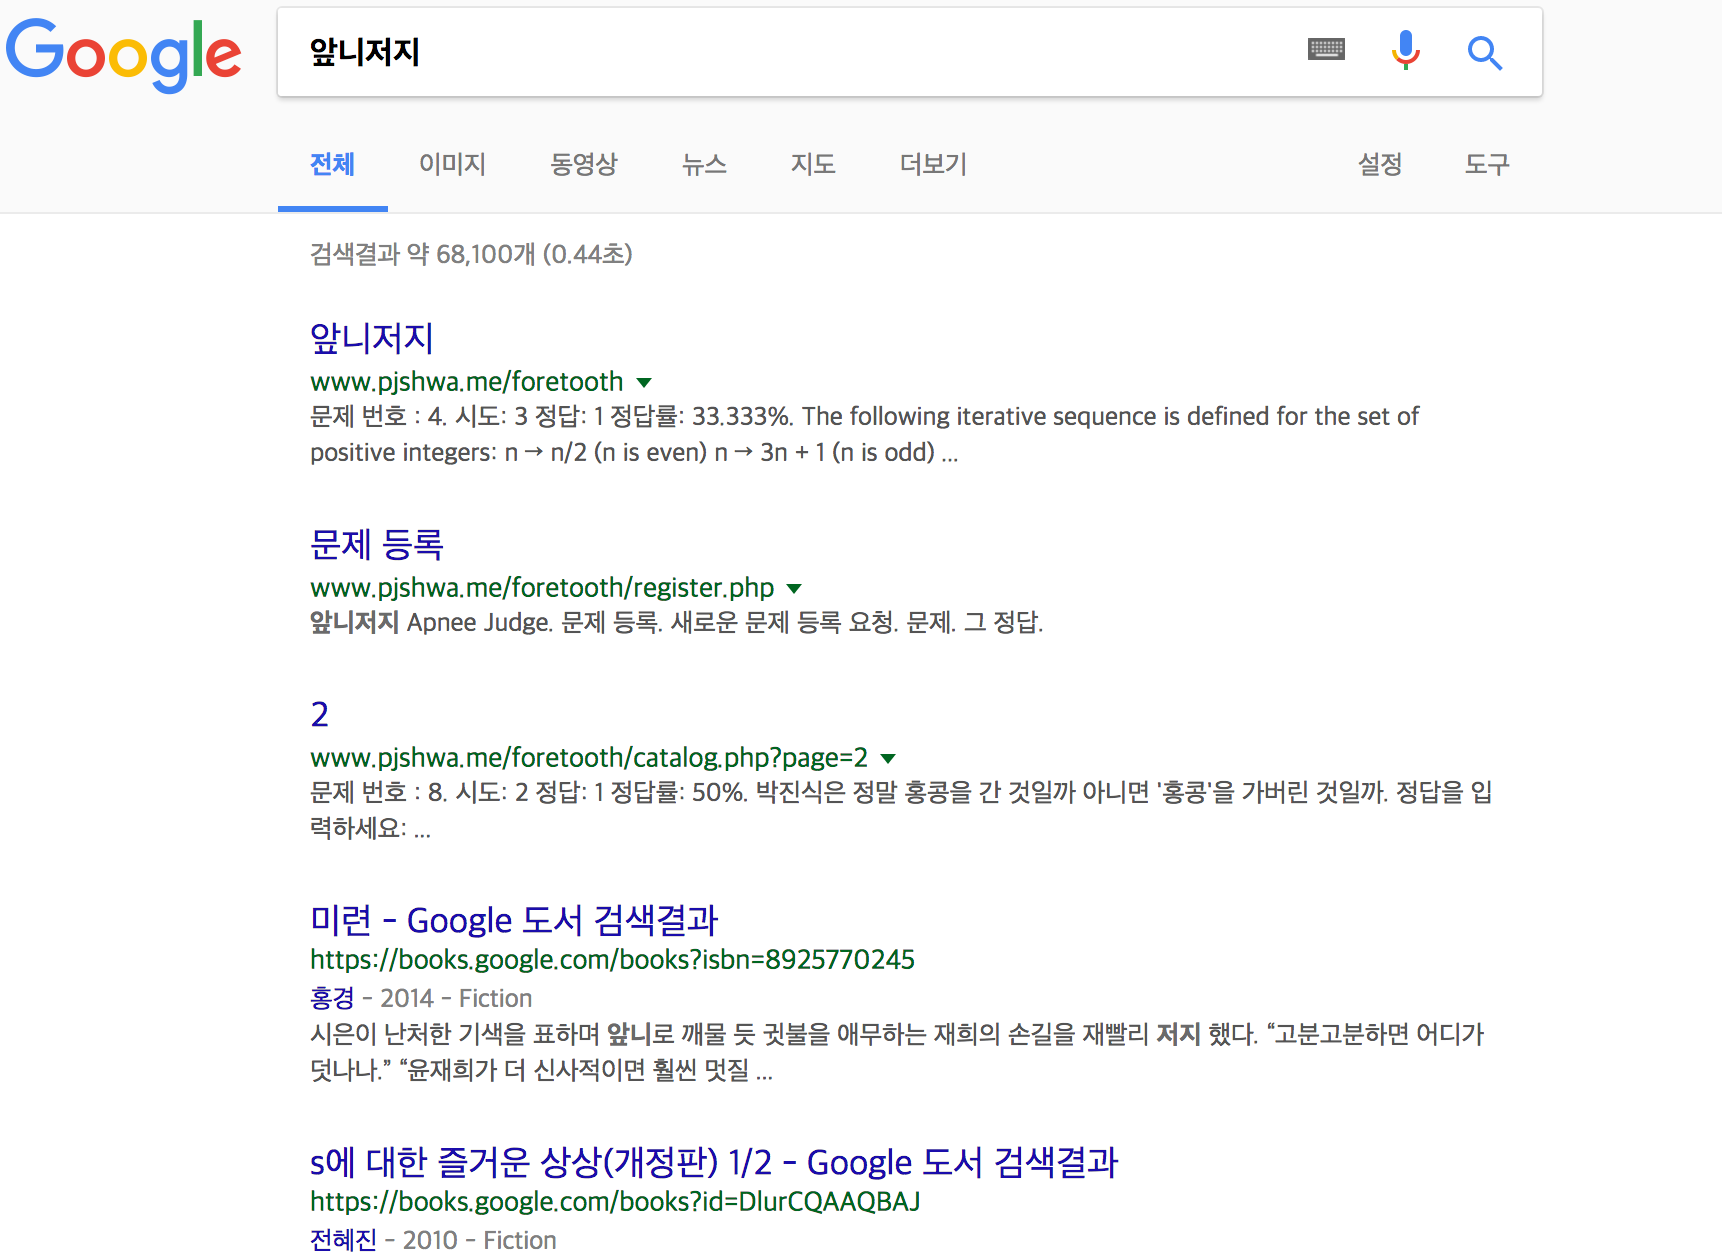 Google
앞니저지
전체 이미지 동영상 뉴스 지도 더보기 설정 도구
검색결과 약 68,100개 (0.44초)
앞니저지
www.pjshwa.me/foretooth
문제 번호 : 4. 시도: 3 정답: 1 정답률: 33.333%. The following iterative sequence is defined for the set of
positive integers: n → n/2 (n is even) n → 3n + 1 (n is odd) ...
문제 등록
www.pjshwa.me/foretooth/register.php
앞니저지 Apnee Judge. 문제 등록. 새로운 문제 등록 요청. 문제. 그 정답.
2
www.pjshwa.me/foretooth/catalog.php?page=2
문제 번호 : 8. 시도: 2 정답: 1 정답률: 50%. 박진식은 정말 홍콩을 간 것일까 아니면 '홍콩'을 가버린 것일까. 정답을 입
력하세요: ...
미련 - Google 도서 검색결과
https://books.google.com/books?isbn=8925770245
홍경 - 2014 - Fiction
시은이 난처한 기색을 표하며 앞니로 깨물 듯 귓불을 애무하는 재희의 손길을 재빨리 저지 했다. “고분고분하면 어디가
덧나나.” “윤재희가 더 신사적이면 훨씬 멋질 ...
s에 대한 즐거운 상상(개정판) 1/2 - Google 도서 검색결과
https://books.google.com/books?id=DlurCQAAQBAJ
전혜진 - 2010 - Fiction